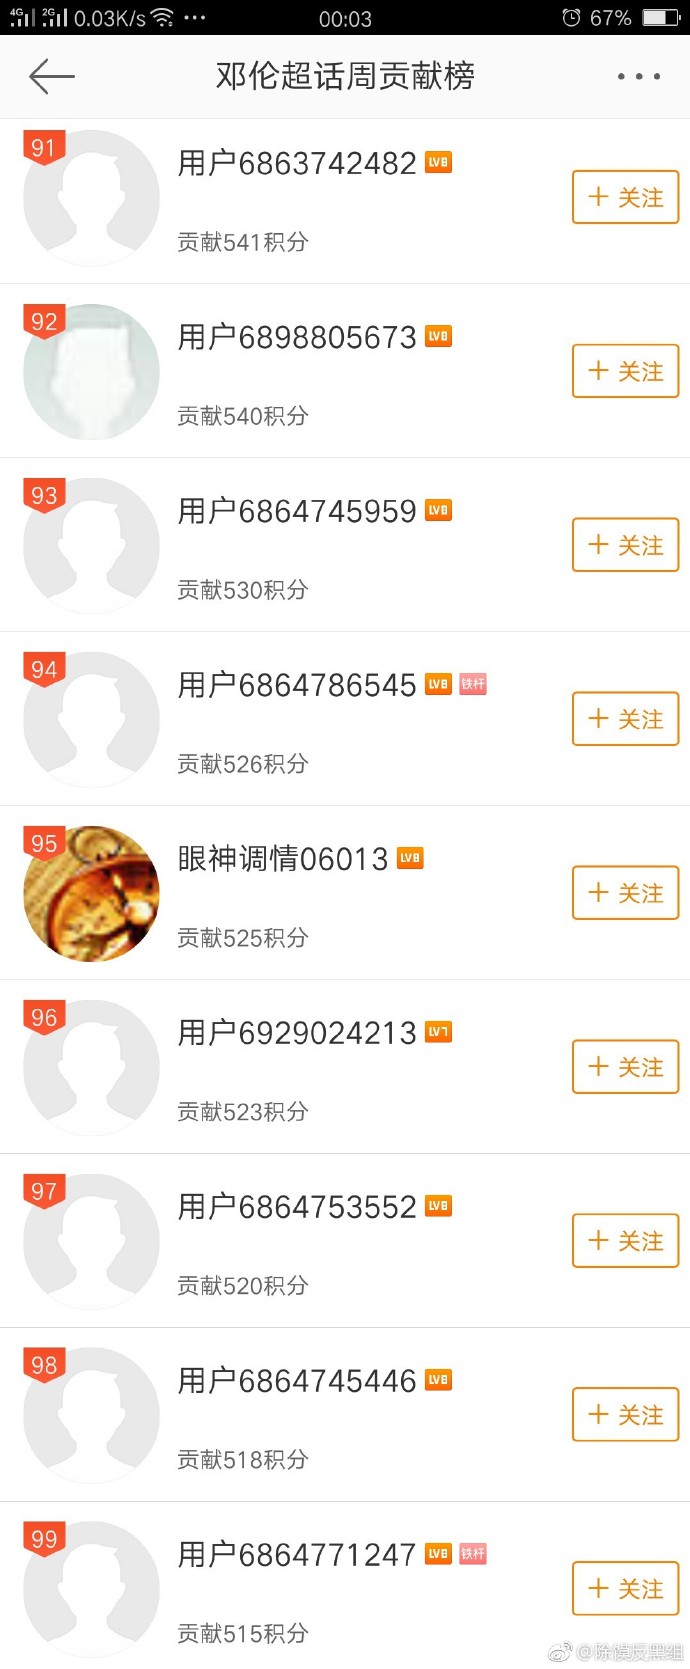 4G 2G 0.03K/s 00:03 67%
邓伦超话周贡献榜
91
用户6863742482 LV8
+ 关注
贡献541积分
92
用户6898805673 LV8
+ 关注
贡献540积分
93
用户6864745959 LV8
+ 关注
贡献530积分
94
用户6864786545 LV8 铁杆
+ 关注
贡献526积分
95
眼神调情06013 LV8
+ 关注
贡献525积分
96
用户6929024213 LV7
+ 关注
贡献523积分
97
用户6864753552 LV8
+ 关注
贡献520积分
98
用户6864745446 LV8
+ 关注
贡献518积分
99
用户6864771247 LV8 铁杆
+ 关注
贡献515积分
@除模反黑组